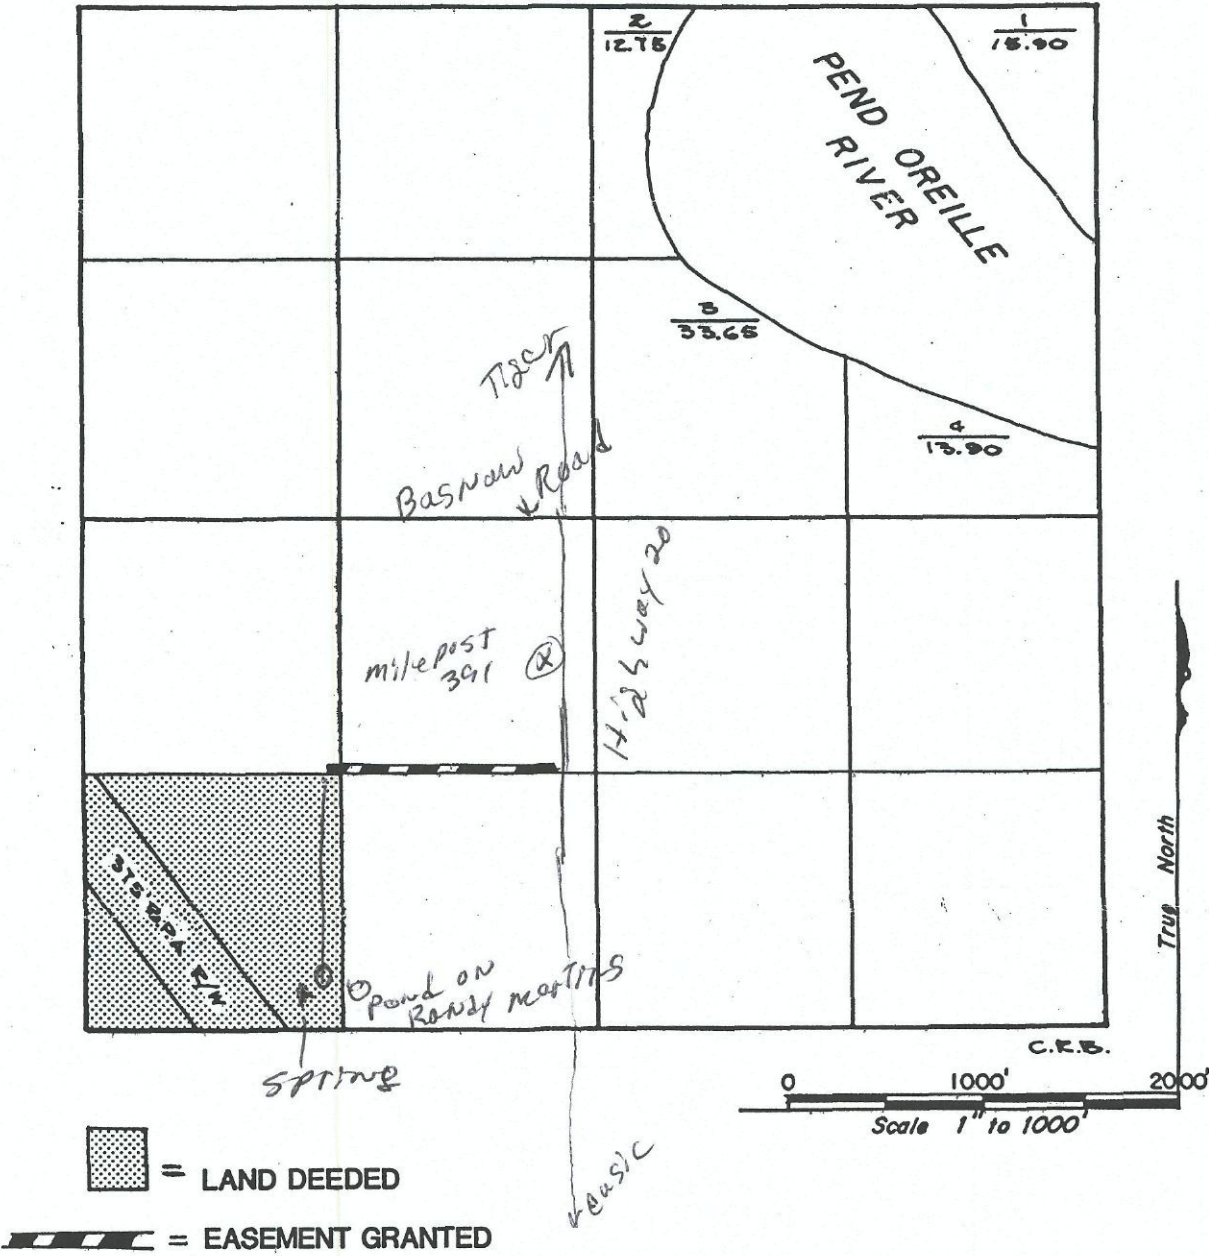 2
12.75
1
15.90
PEND OREILLE
RIVER
3
33.65
Tiger
4
13.90
Basnaw Road
milepost
391
X
Highway 20
375 B.P.A. R/W
pond on
Randy Martins
Spring
True North
C.R.B.
0 1000' 2000'
Scale 1" to 1000'
= LAND DEEDED
cusic
= EASEMENT GRANTED